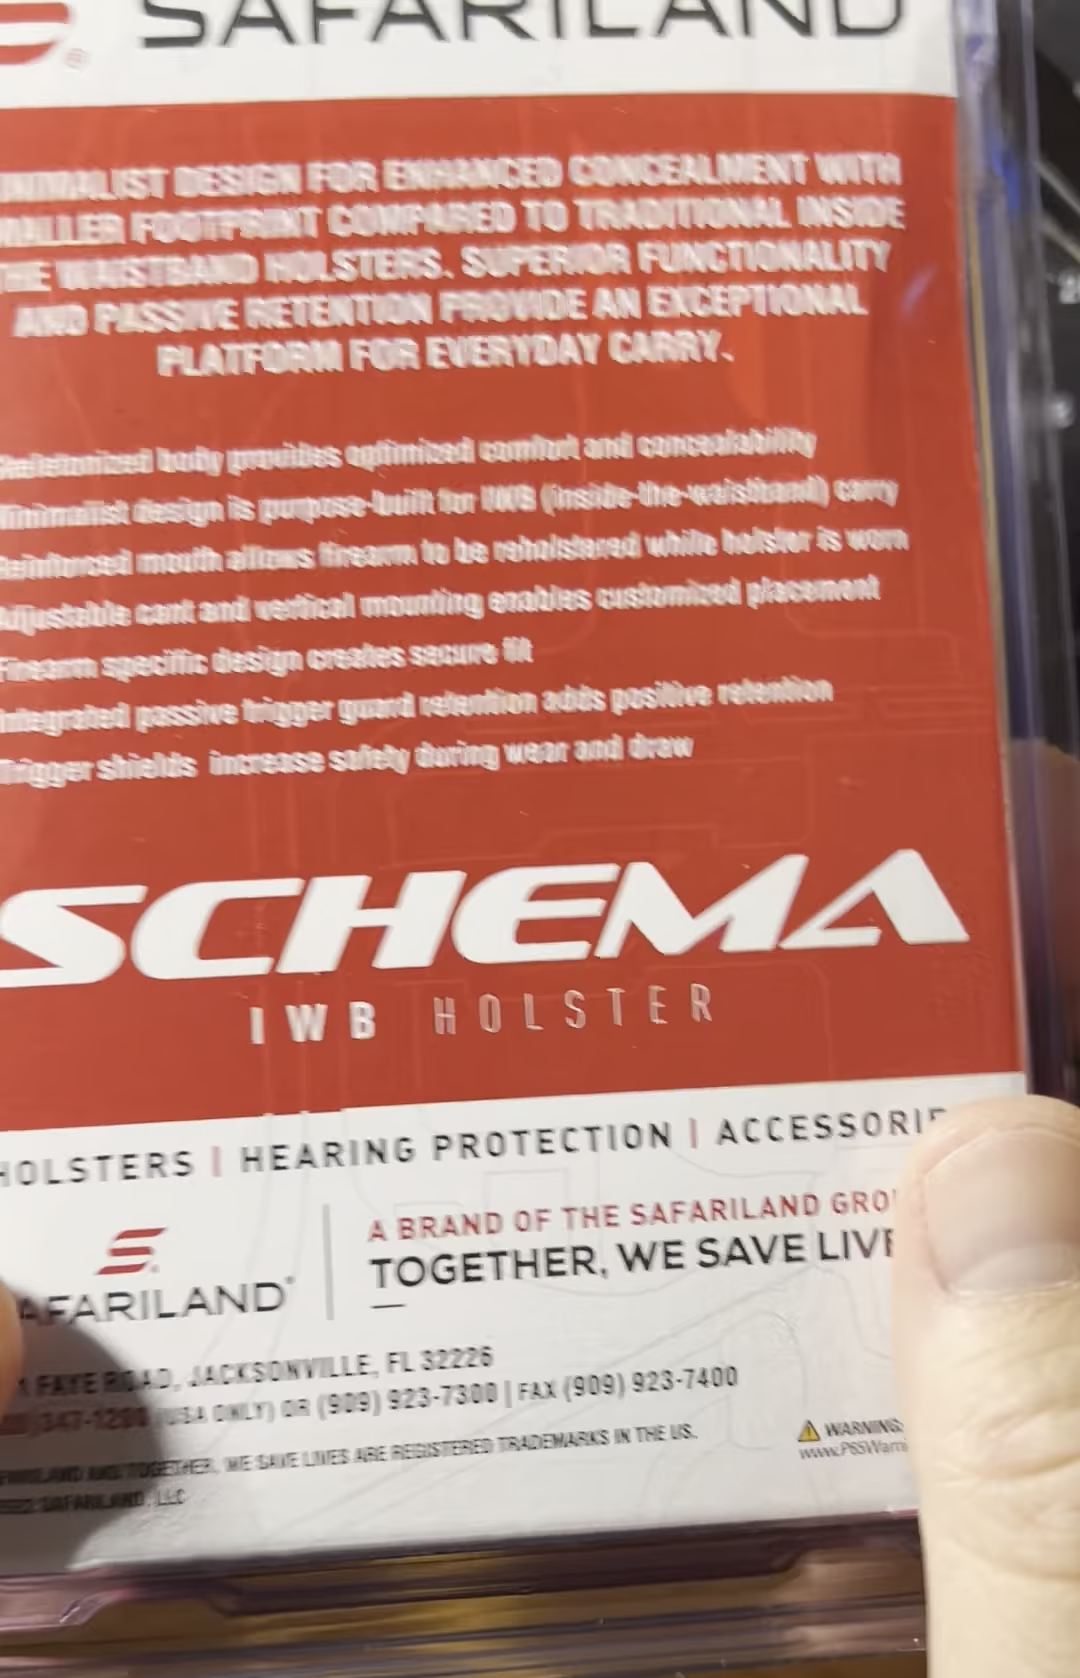 SAFARILAND
INIMALIST DESIGN FOR ENHANCED CONCEALMENT WITH
MALLER FOOTPRINT COMPARED TO TRADITIONAL INSIDE
THE WAISTBAND HOLSTERS. SUPERIOR FUNCTIONALITY
AND PASSIVE RETENTION PROVIDE AN EXCEPTIONAL
PLATFORM FOR EVERYDAY CARRY.
Skeletonized body provides optimized comfort and concealability
Minimalist design is purpose-built for IWB (inside-the-waistband) carry
Reinforced mouth allows firearm to be reholstered while holster is worn
Adjustable cant and vertical mounting enables customized placement
Firearm specific design creates secure fit
Integrated passive trigger guard retention adds positive retention
Trigger shields increase safety during wear and draw
SCHEMA
IWB HOLSTER
HOLSTERS | HEARING PROTECTION | ACCESSORIE
SAFARILAND®
A BRAND OF THE SAFARILAND GROU
TOGETHER, WE SAVE LIVE
FAYE ROAD, JACKSONVILLE, FL 32226
347-1200 (USA ONLY) OR (909) 923-7300 | FAX (909) 923-7400
SAFARILAND AND TOGETHER, WE SAVE LIVES ARE REGISTERED TRADEMARKS IN THE US.
SAFARILAND, LLC
WARNING:
www.P65Warni